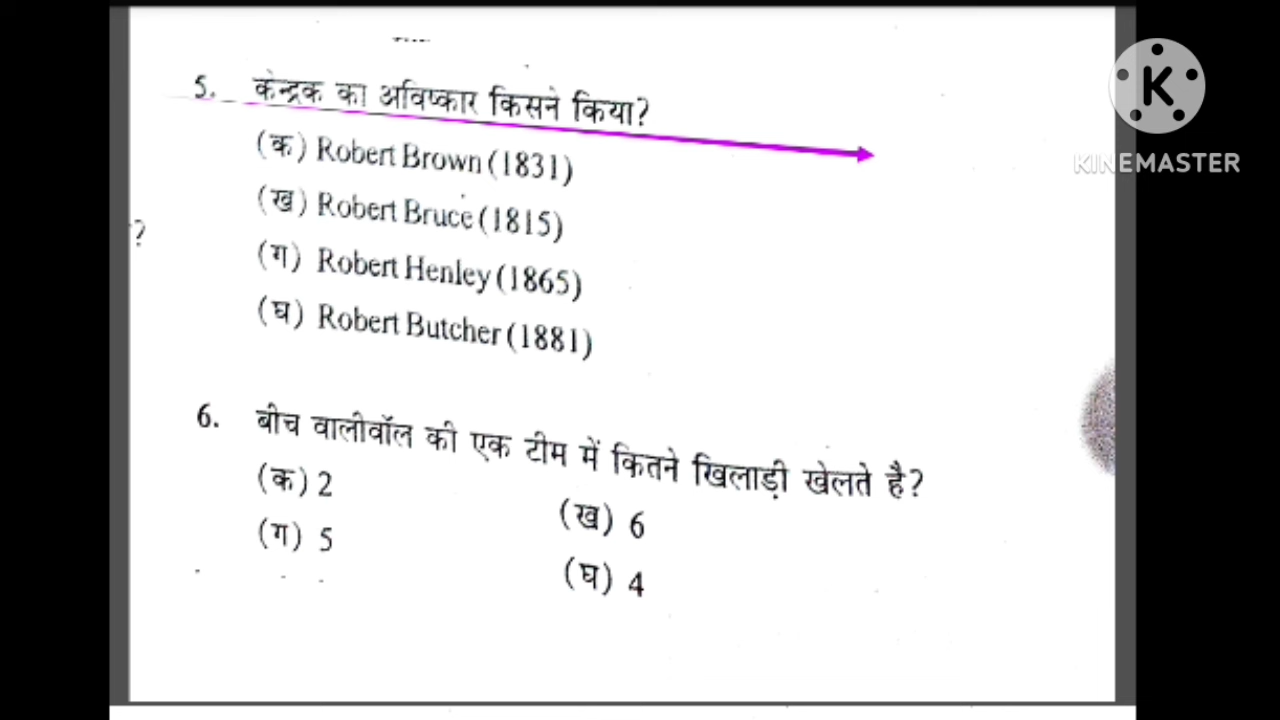 5. केन्द्रक का अविष्कार किसने किया?
(क) Robert Brown (1831)
(ख) Robert Bruce (1815)
(ग) Robert Henley (1865)
(घ) Robert Butcher (1881)
?
6. बीच वालीवॉल की एक टीम में कितने खिलाड़ी खेलते है?
(क) 2
(ख) 6
(ग) 5
(घ) 4
K
KINEMASTER